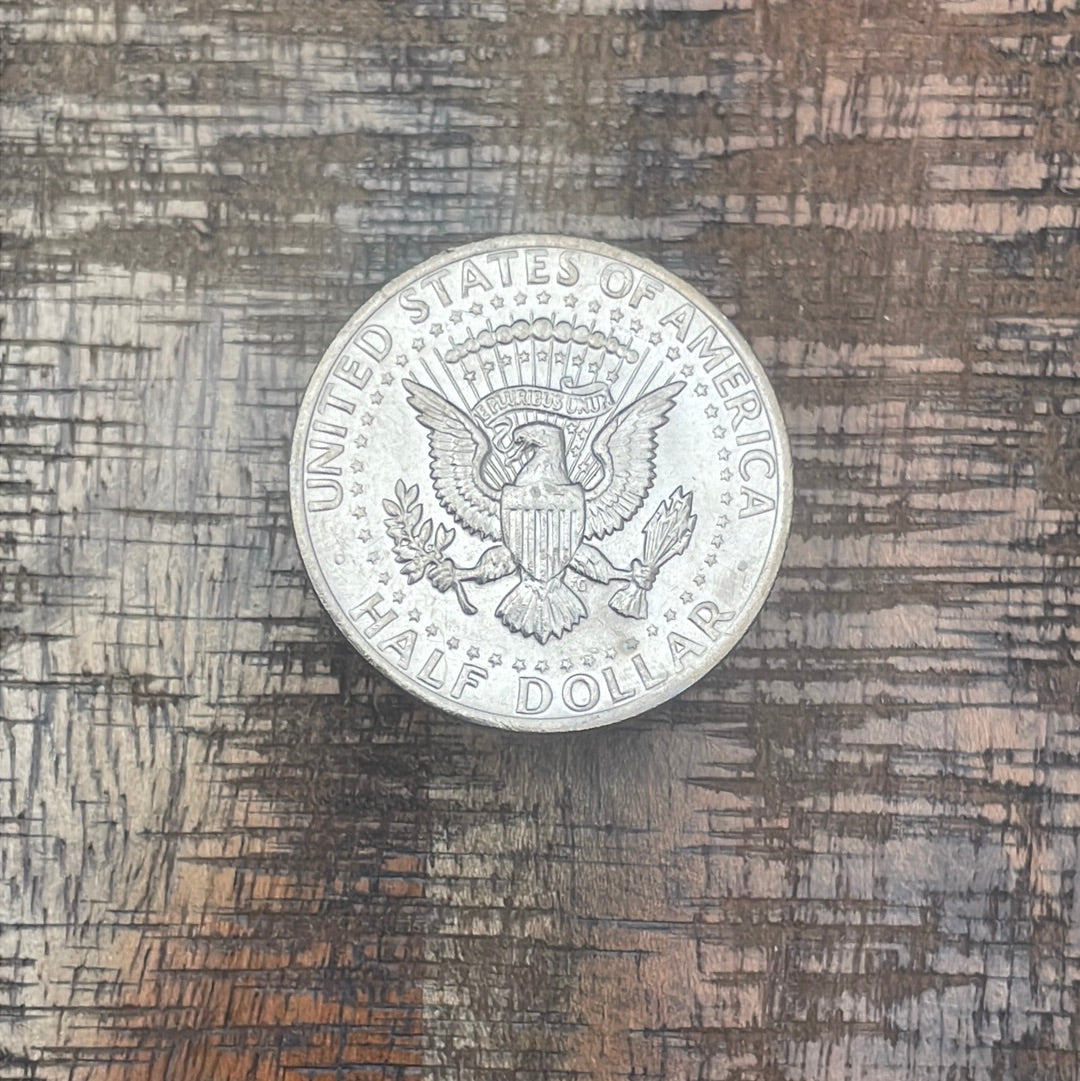 UNITED STATES OF AMERICA
E PLURIBUS UNUM
HALF DOLLAR